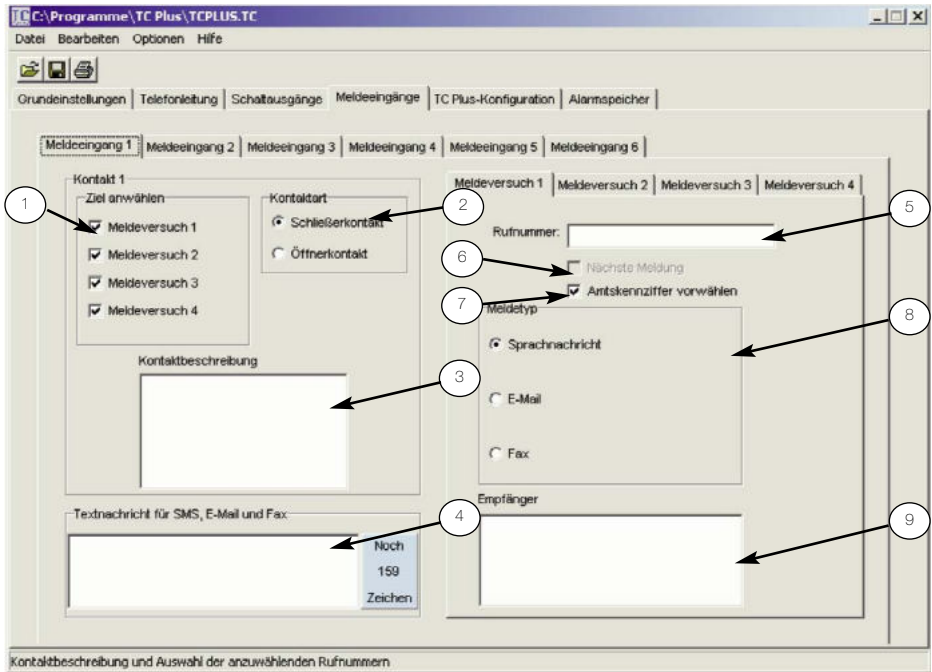 C:\Programme\TC Plus\TCPLUS.TC
Datei Bearbeiten Optionen Hilfe
Grundeinstellungen Telefonleitung Schaltausgänge Meldeeingänge TC Plus-Konfiguration Alarmspeicher
Meldeeingang 1 Meldeeingang 2 Meldeeingang 3 Meldeeingang 4 Meldeeingang 5 Meldeeingang 6
Kontakt 1
Ziel anwählen
1
Meldeversuch 1
Meldeversuch 2
Meldeversuch 3
Meldeversuch 4
Kontaktart
2
Schließerkontakt
Öffnerkontakt
Kontaktbeschreibung
3
Textnachricht für SMS, E-Mail und Fax
4
Noch
159
Zeichen
Meldeversuch 1 Meldeversuch 2 Meldeversuch 3 Meldeversuch 4
Rufnummer:
5
6
Nächste Meldung
7
Amtskennziffer vorwählen
Meldetyp
8
Sprachnachricht
E-Mail
Fax
Empfänger
9
Kontaktbeschreibung und Auswahl der anzuwählenden Rufnummern